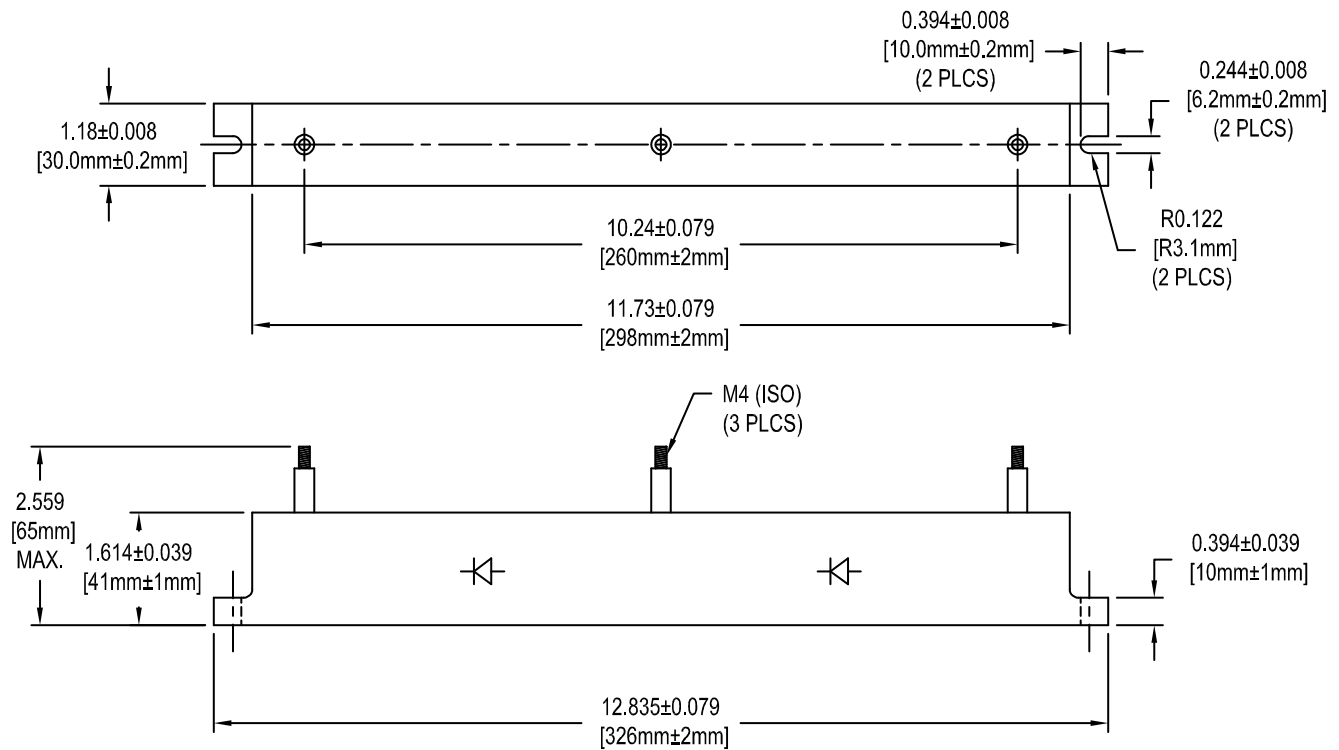 0.394±0.008
[10.0mm±0.2mm]
(2 PLCS)
0.244±0.008
[6.2mm±0.2mm]
(2 PLCS)
1.18±0.008
[30.0mm±0.2mm]
10.24±0.079
[260mm±2mm]
R0.122
[R3.1mm]
(2 PLCS)
11.73±0.079
[298mm±2mm]
M4 (ISO)
(3 PLCS)
2.559
[65mm]
MAX.
1.614±0.039
[41mm±1mm]
0.394±0.039
[10mm±1mm]
12.835±0.079
[326mm±2mm]